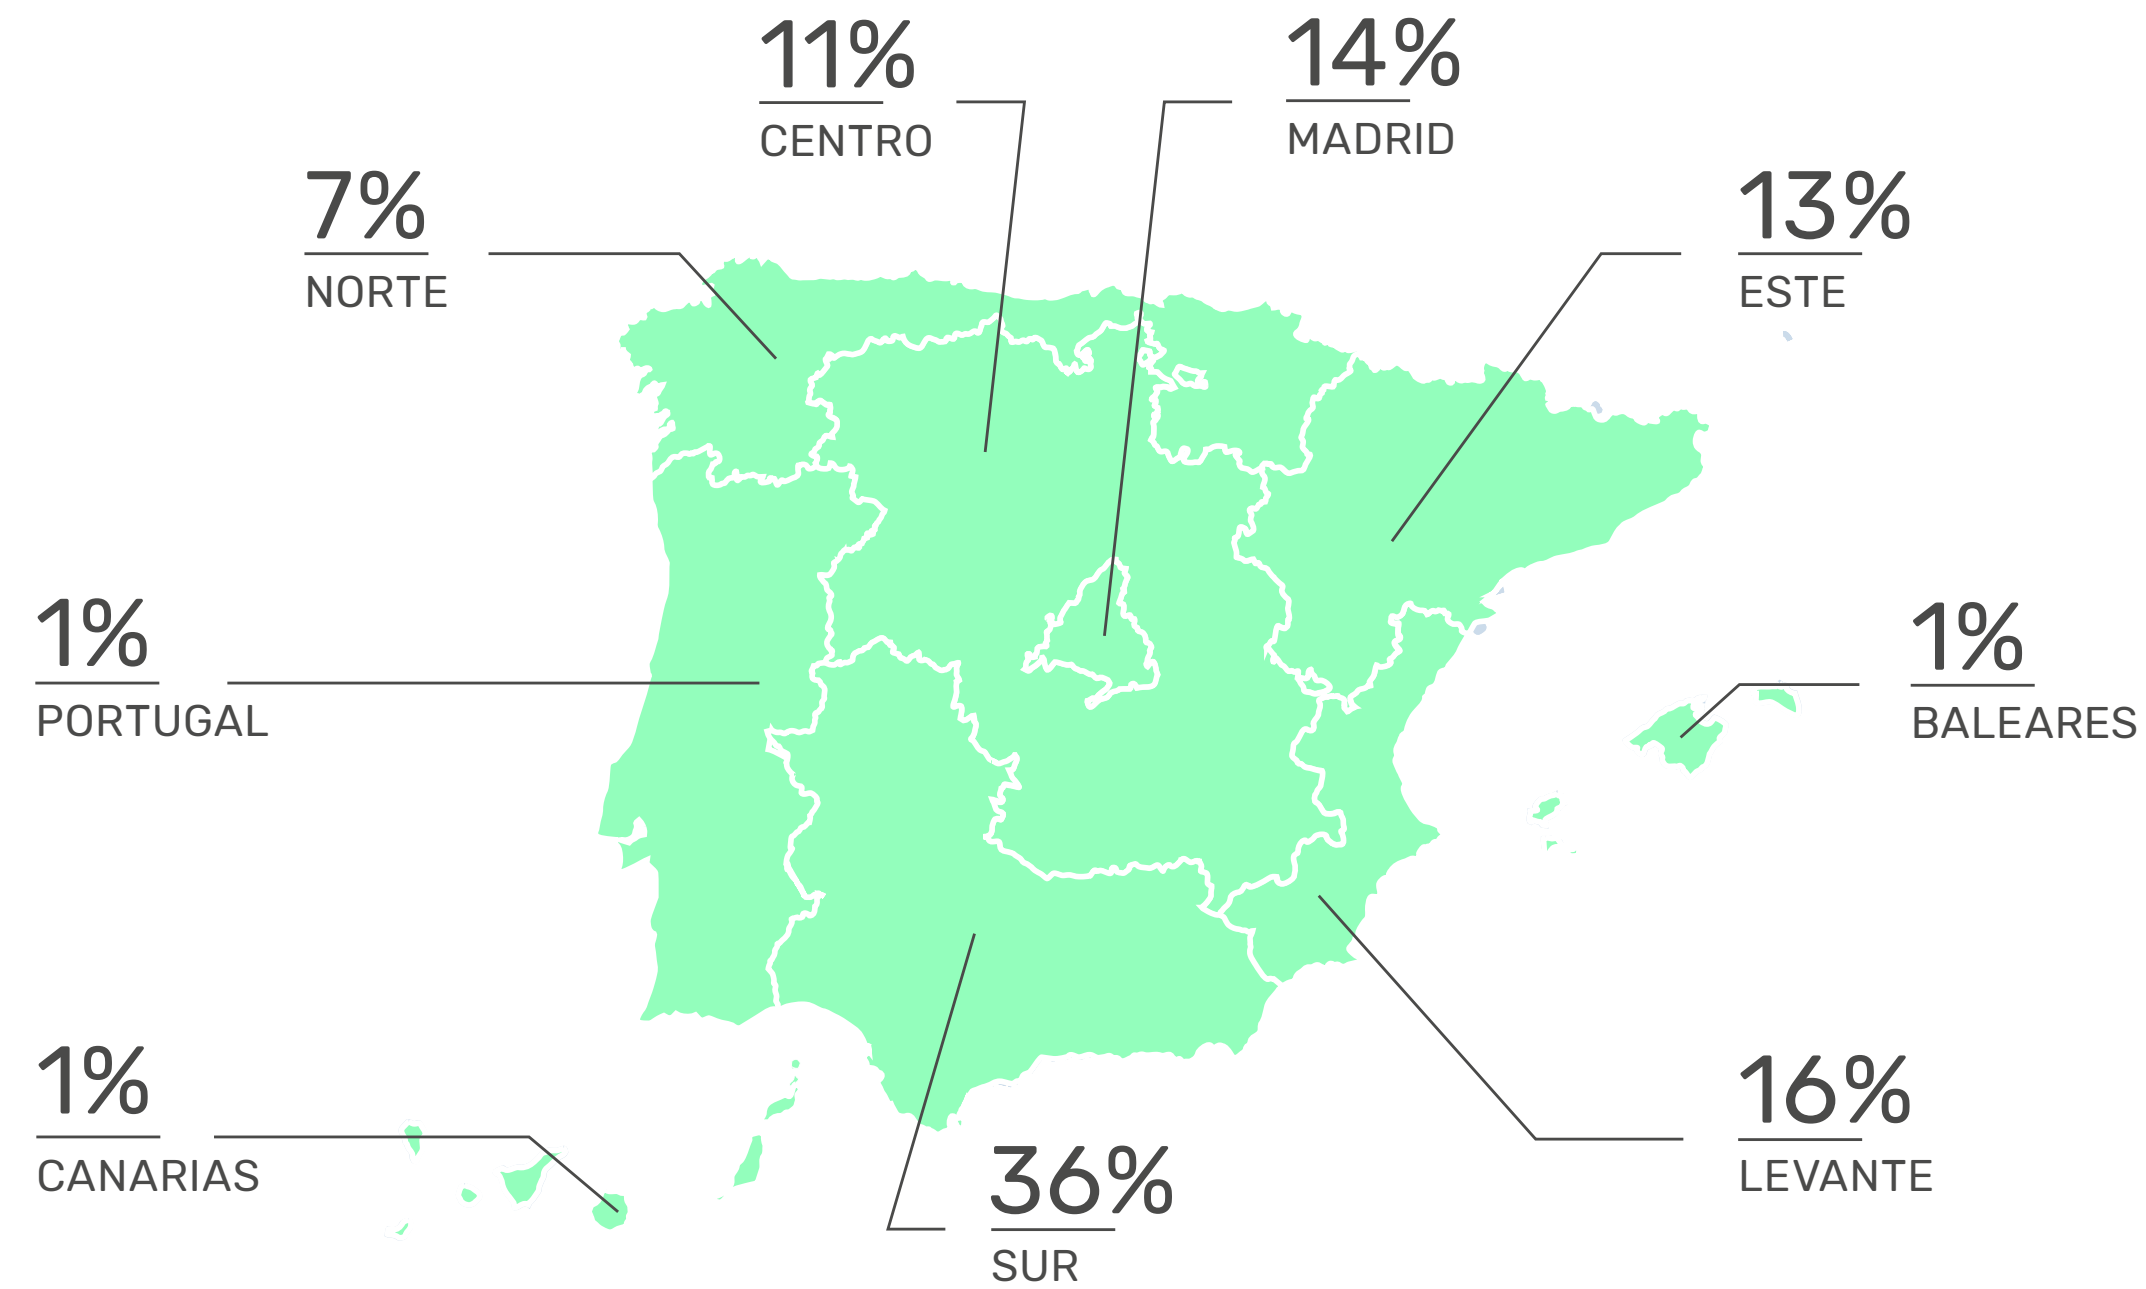 11%
CENTRO
14%
MADRID
7%
NORTE
13%
ESTE
1%
PORTUGAL
1%
BALEARES
1%
CANARIAS
16%
LEVANTE
36%
SUR